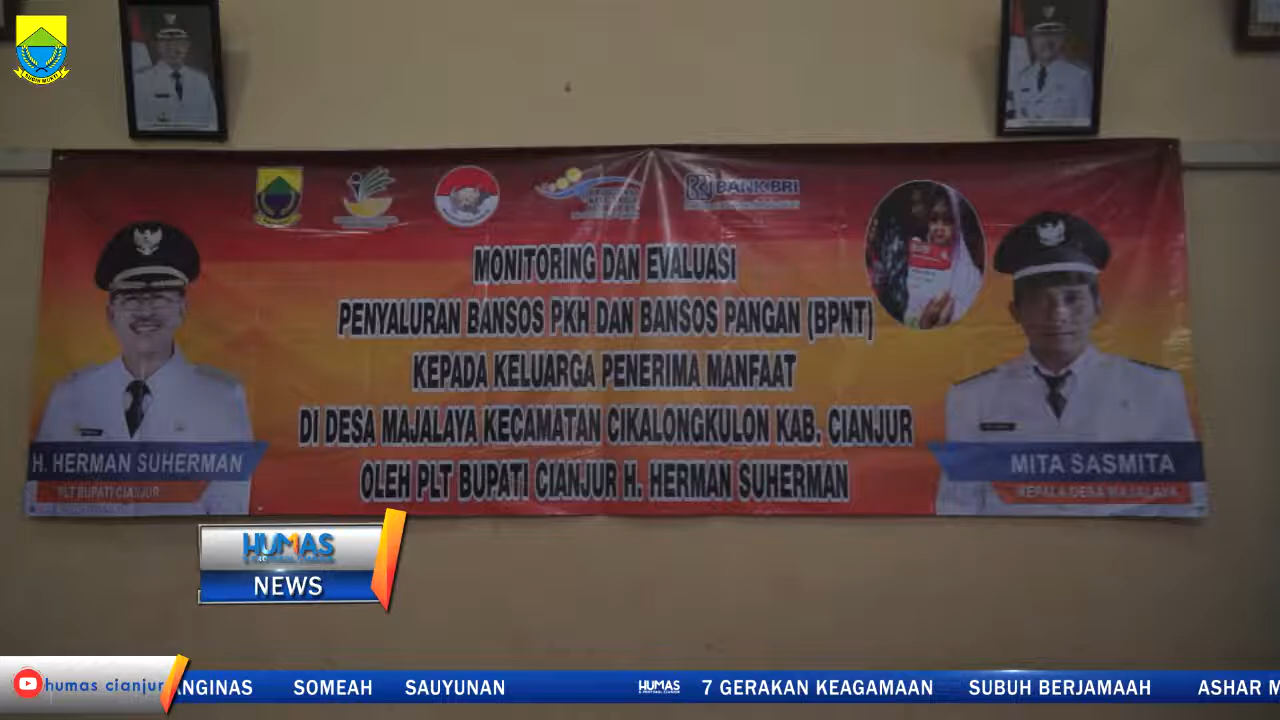 BANK BRI
MONITORING DAN EVALUASI
PENYALURAN BANSOS PKH DAN BANSOS PANGAN (BPNT)
KEPADA KELUARGA PENERIMA MANFAAT
DI DESA MAJALAYA KECAMATAN CIKALONGKULON KAB. CIANJUR
OLEH PLT BUPATI CIANJUR H. HERMAN SUHERMAN
H. HERMAN SUHERMAN
PLT BUPATI CIANJUR
MITA SASMITA
KEPALA DESA MAJALAYA
HUMAS
NEWS
humas cianjur
ANGINAS SOMEAH SAUYUNAN HUMAS 7 GERAKAN KEAGAMAAN SUBUH BERJAMAAH ASHAR M